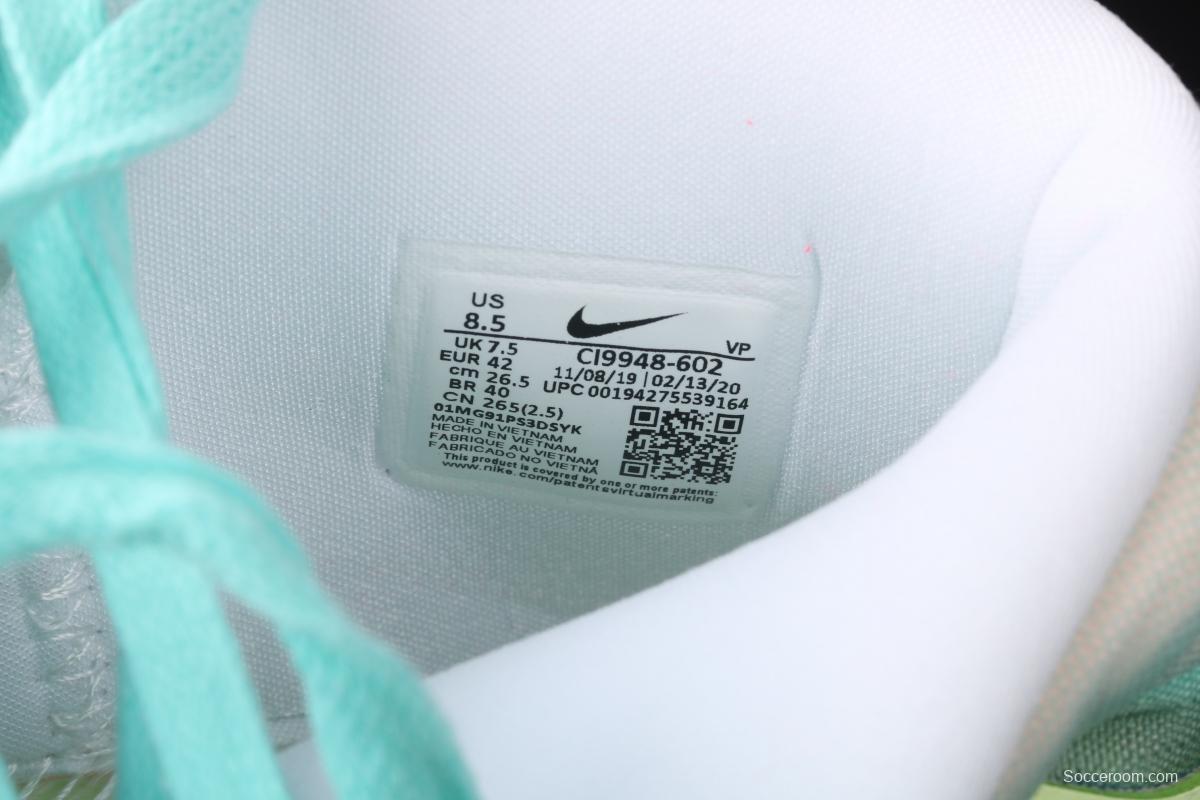 US
8.5
VP
UK 7.5
EUR 42
cm 26.5
BR 40
CN 265(2.5)
CI9948-602
11/08/19 | 02/13/20
UPC 00194275539164
01MG91PS3DSYK
MADE IN VIETNAM
HECHO EN VIETNAM
FABRIQUE AU VIETNAM
FABRICADO NO VIETNÃ
This product is covered by one or more patents:
www.nike.com/patentsvirtualmarking
Socceroom.com